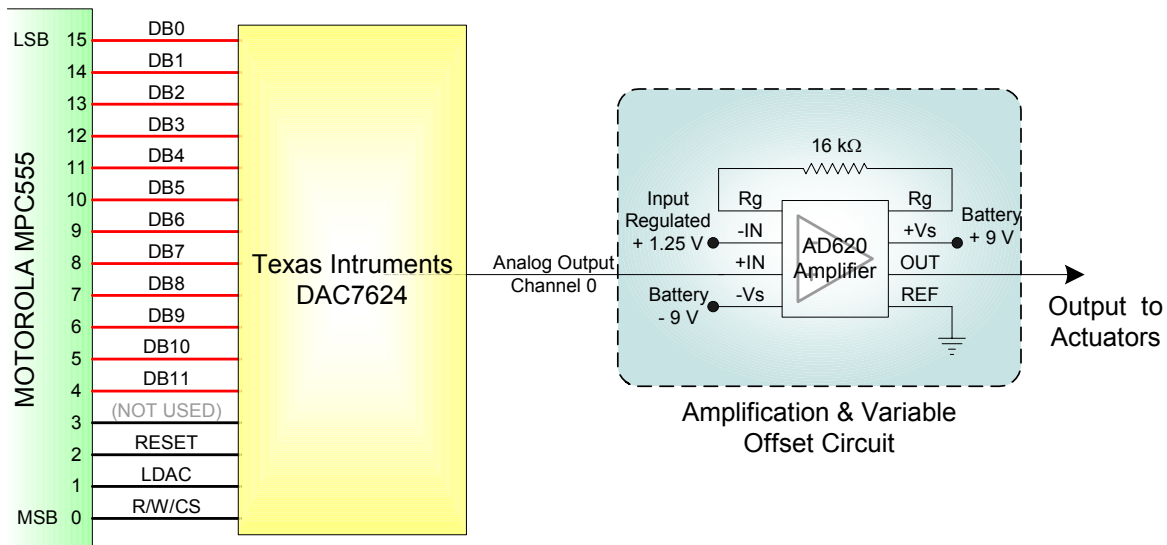 MOTOROLA MPC555
LSB 15 DB0
14 DB1
13 DB2
12 DB3
11 DB4
10 DB5
9 DB6
8 DB7
7 DB8
6 DB9
5 DB10
4 DB11
3 (NOT USED)
2 RESET
1 LDAC
MSB 0 R/W/CS
Texas Intruments
DAC7624
Analog Output
Channel 0
16 kΩ
Input
Regulated
+ 1.25 V
Battery
- 9 V
Rg
-IN
+IN
-Vs
AD620
Amplifier
Rg
+Vs
OUT
REF
Battery
+ 9 V
Output to
Actuators
Amplification & Variable
Offset Circuit